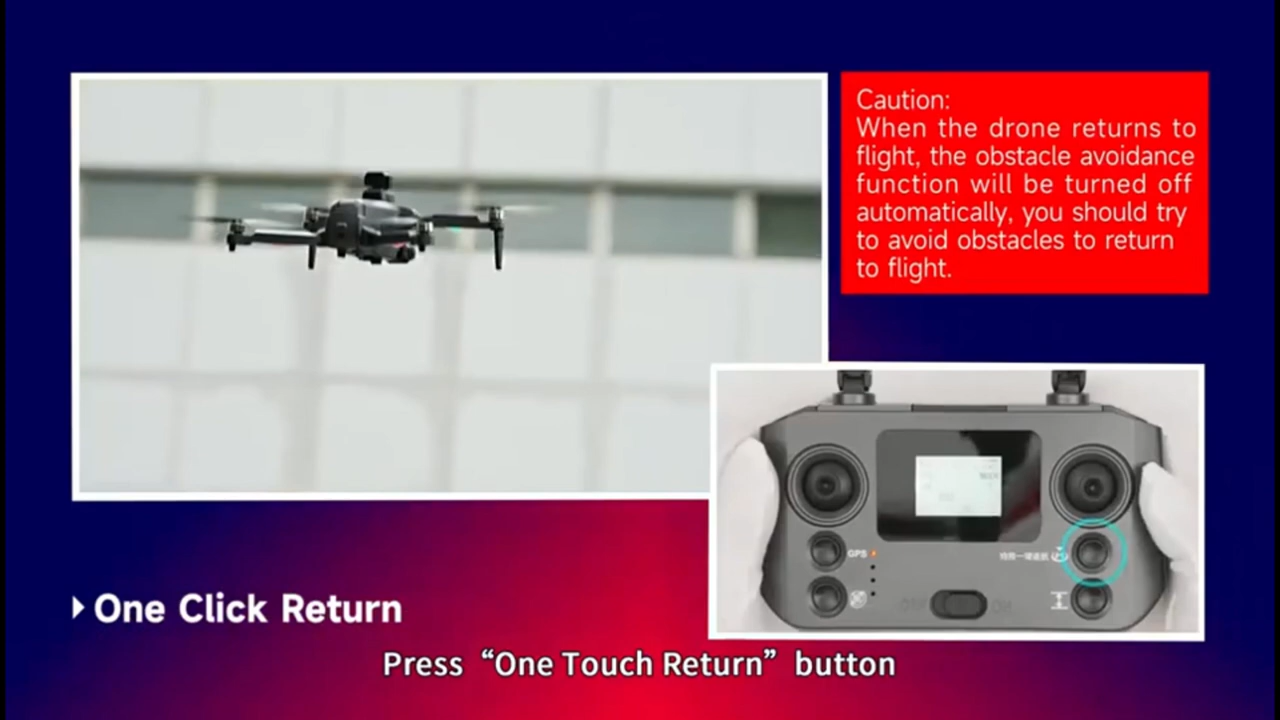 Caution:
When the drone returns to
flight, the obstacle avoidance
function will be turned off
automatically, you should try
to avoid obstacles to return
to flight.
GPS
One Click Return
Press “One Touch Return” button